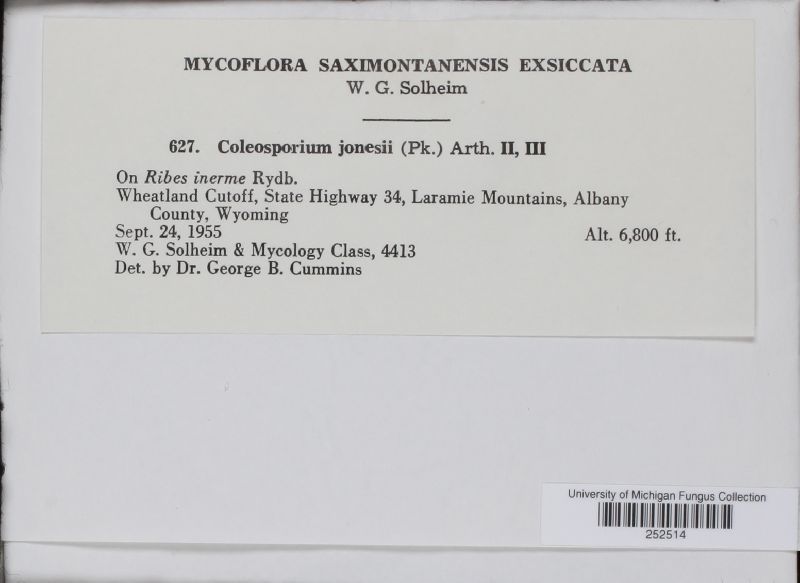 MYCOFLORA SAXIMONTANENSIS EXSICCATA
W. G. Solheim
627. Coleosporium jonesii (Pk.) Arth. II, III
On Ribes inerme Rydb.
Wheatland Cutoff, State Highway 34, Laramie Mountains, Albany
County, Wyoming
Sept. 24, 1955 Alt. 6,800 ft.
W. G. Solheim & Mycology Class, 4413
Det. by Dr. George B. Cummins
University of Michigan Fungus Collection
252514